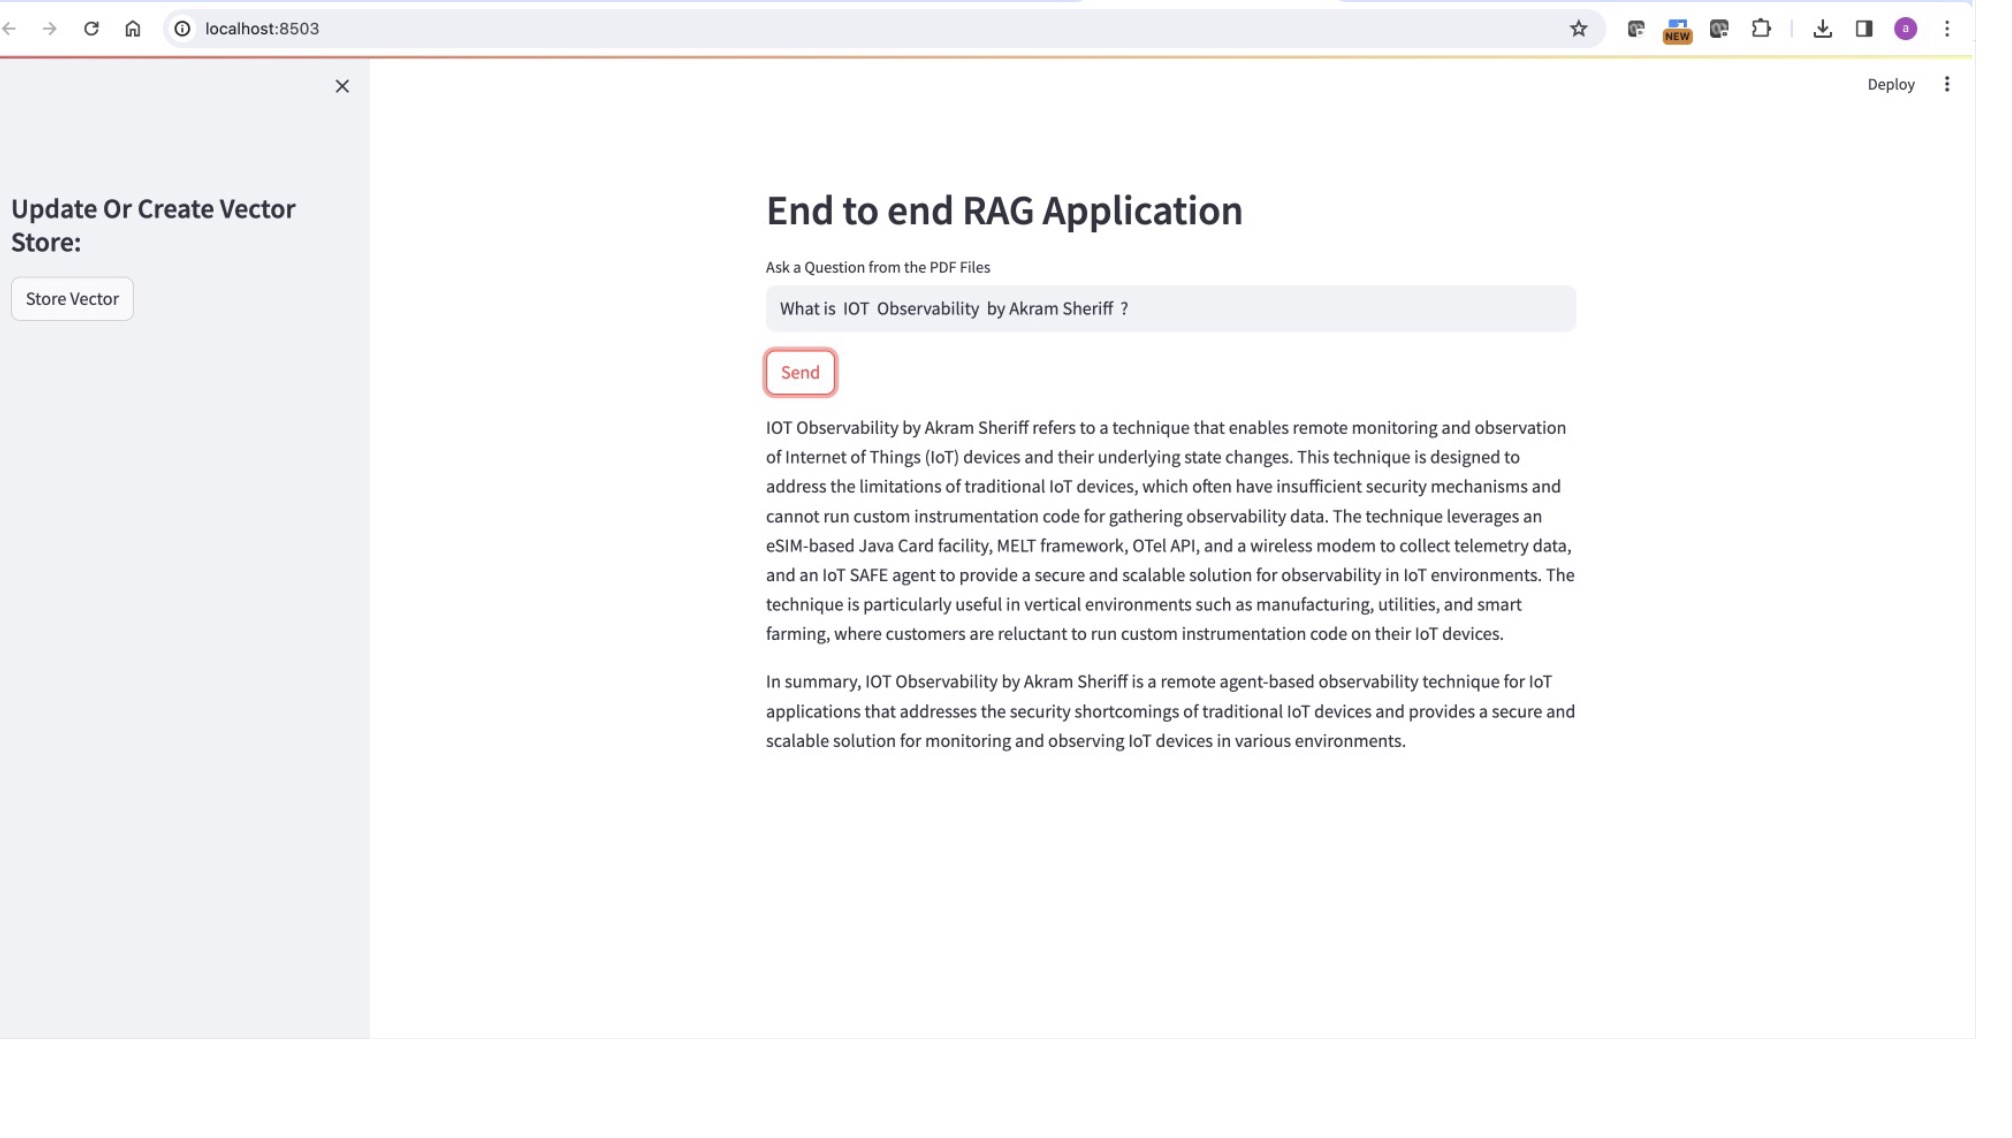 localhost:8503
NEW
a
Deploy
Update Or Create Vector
Store:
Store Vector
End to end RAG Application
Ask a Question from the PDF Files
What is IOT Observability by Akram Sheriff ?
Send
IOT Observability by Akram Sheriff refers to a technique that enables remote monitoring and observation
of Internet of Things (IoT) devices and their underlying state changes. This technique is designed to
address the limitations of traditional IoT devices, which often have insufficient security mechanisms and
cannot run custom instrumentation code for gathering observability data. The technique leverages an
eSIM-based Java Card facility, MELT framework, OTel API, and a wireless modem to collect telemetry data,
and an IoT SAFE agent to provide a secure and scalable solution for observability in IoT environments. The
technique is particularly useful in vertical environments such as manufacturing, utilities, and smart
farming, where customers are reluctant to run custom instrumentation code on their IoT devices.
In summary, IOT Observability by Akram Sheriff is a remote agent-based observability technique for IoT
applications that addresses the security shortcomings of traditional IoT devices and provides a secure and
scalable solution for monitoring and observing IoT devices in various environments.